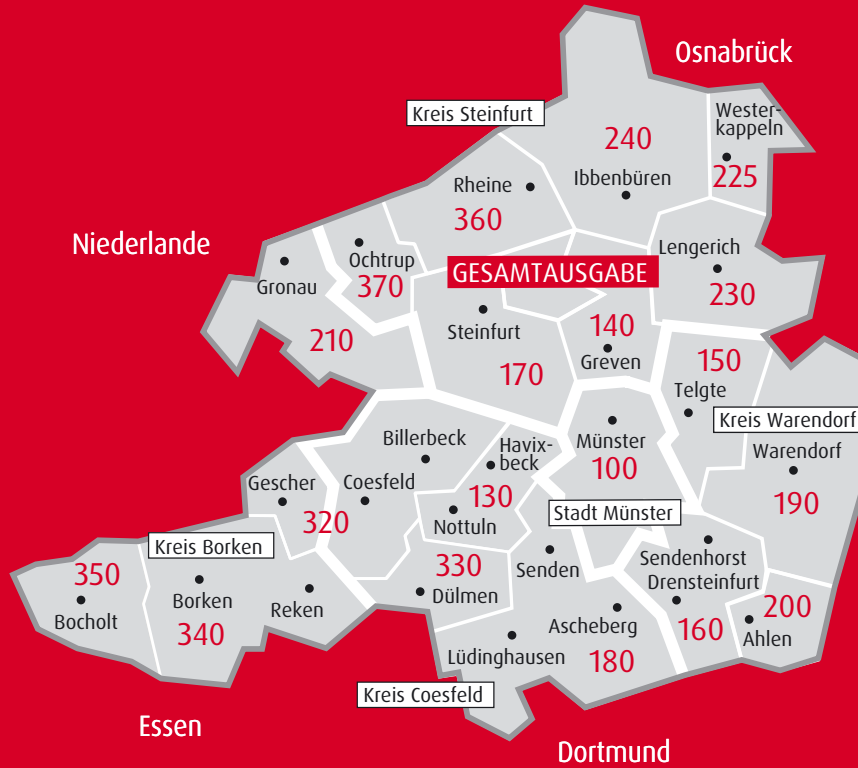 Osnabrück
Kreis Steinfurt
Wester-
kappeln
240
225
Rheine
Ibbenbüren
360
Niederlande
Ochtrup
Lengerich
Gronau
370
GESAMTAUSGABE
230
Steinfurt
140
210
Greven
150
170
Telgte
Kreis Warendorf
Billerbeck
Havix-
beck
Münster
Warendorf
Gescher
Coesfeld
100
130
190
320
Nottuln
Stadt Münster
Kreis Borken
Senden
Sendenhorst
350
330
Drensteinfurt
Borken
Reken
Dülmen
200
Bocholt
Ascheberg
160
Ahlen
340
Lüdinghausen
180
Kreis Coesfeld
Essen
Dortmund